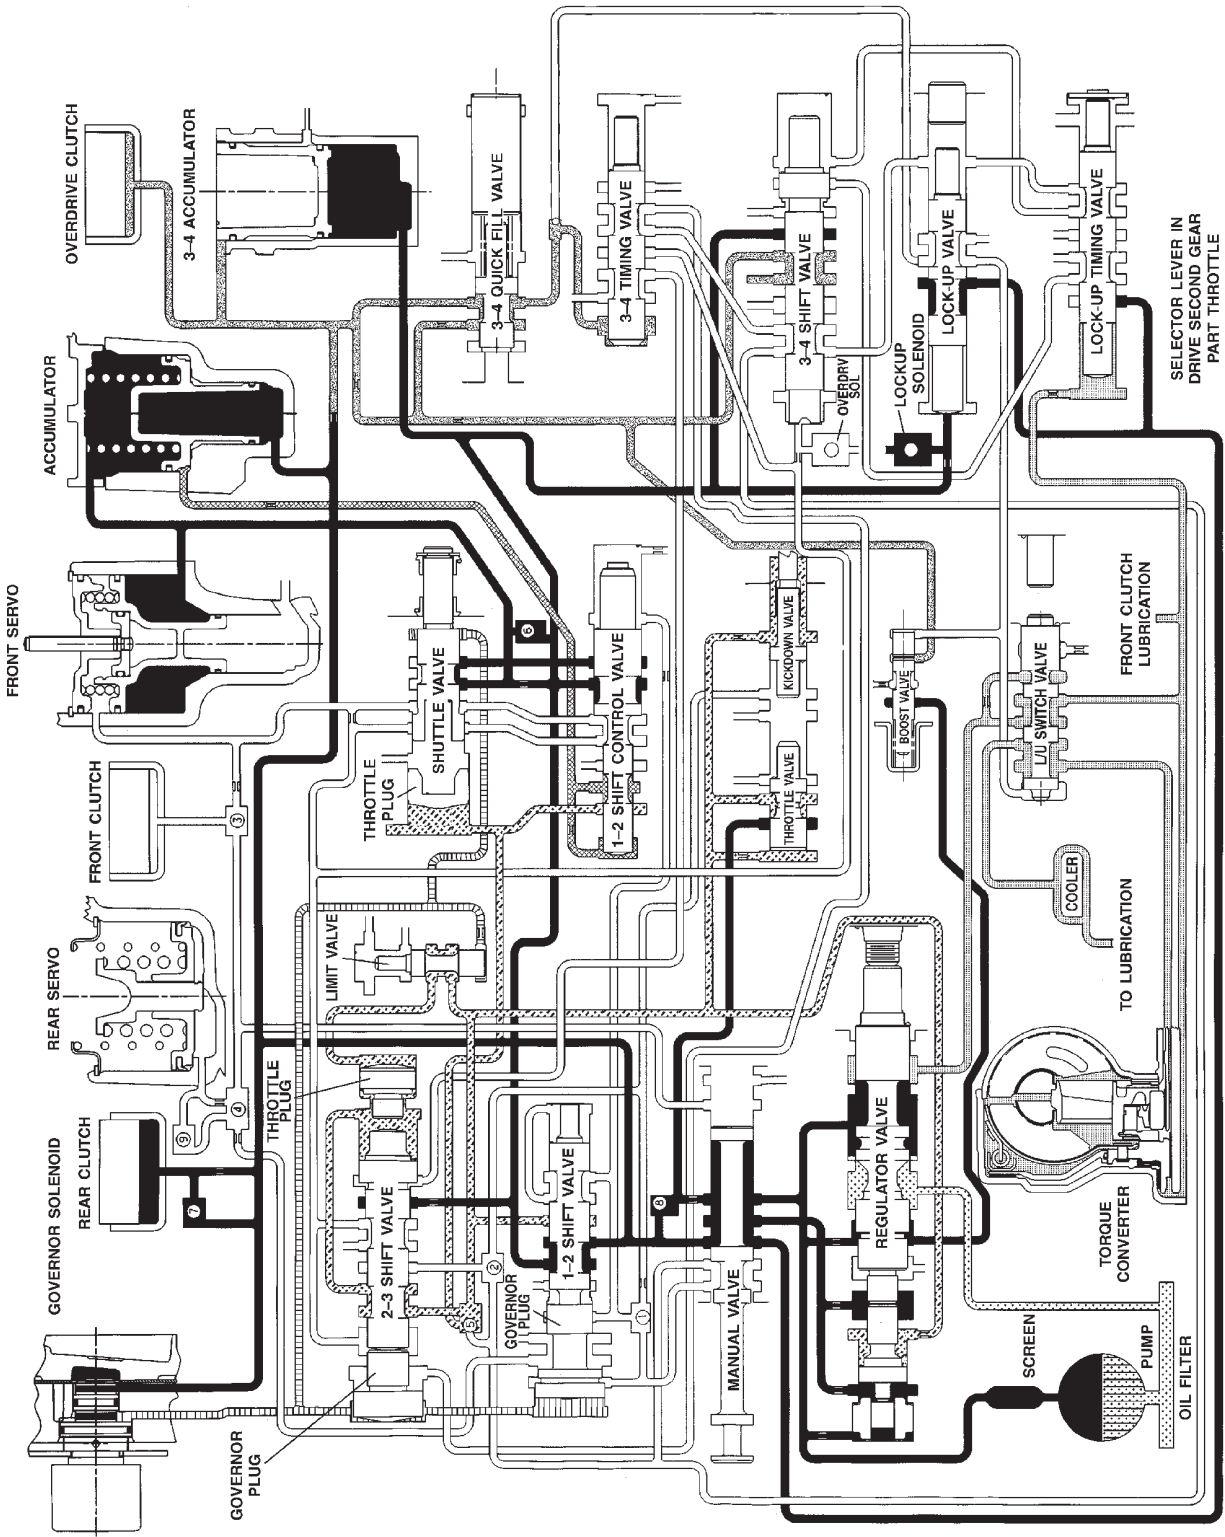 OVERDRIVE CLUTCH
3-4 ACCUMULATOR
3-4 QUICK FILL VALVE
3-4 TIMING VALVE
3-4 SHIFT VALVE
LOCK-UP VALVE
LOCK-UP TIMING VALVE
SELECTOR LEVER IN
DRIVE SECOND GEAR
PART THROTTLE
ACCUMULATOR
OVERDRV
SOL
LOCKUP
SOLENOID
FRONT SERVO
SHUTTLE VALVE
6
1-2 SHIFT CONTROL VALVE
KICKDOWN VALVE
BOOST VALVE
L/U SWITCH VALVE
FRONT CLUTCH
LUBRICATION
FRONT CLUTCH
3
THROTTLE
PLUG
THROTTLE VALVE
COOLER
TO LUBRICATION
REAR SERVO
LIMIT VALVE
REAR CLUTCH
9
4
THROTTLE
PLUG
7
8
GOVERNOR SOLENOID
2-3 SHIFT VALVE
1-2 SHIFT VALVE
REGULATOR VALVE
TORQUE
CONVERTER
2
5
1
GOVERNOR
PLUG
MANUAL VALVE
SCREEN
PUMP
OIL FILTER
GOVERNOR
PLUG